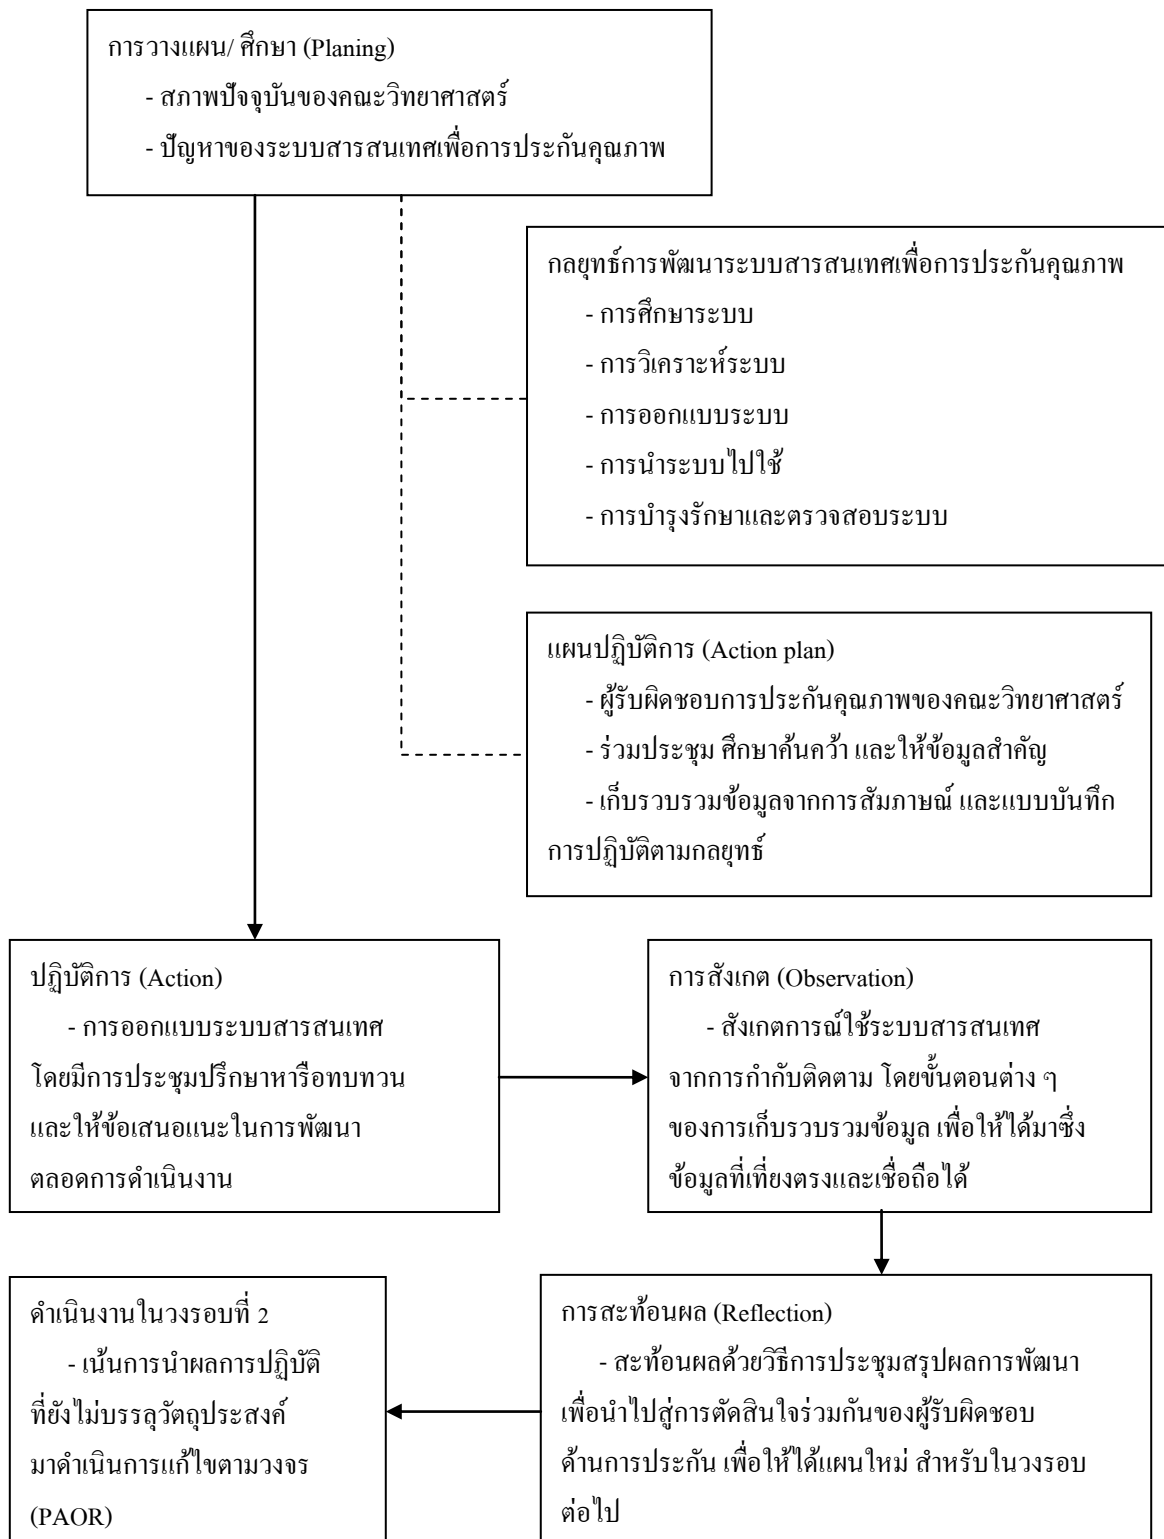 การวางแผน/ ศึกษา (Planing)
- สภาพปัจจุบันของคณะวิทยาศาสตร์
- ปัญหาของระบบสารสนเทศเพื่อการประกันคุณภาพ
กลยุทธ์การพัฒนาระบบสารสนเทศเพื่อการประกันคุณภาพ
- การศึกษาระบบ
- การวิเคราะห์ระบบ
- การออกแบบระบบ
- การนำระบบไปใช้
- การบำรุงรักษาและตรวจสอบระบบ
แผนปฏิบัติการ (Action plan)
- ผู้รับผิดชอบการประกันคุณภาพของคณะวิทยาศาสตร์
- ร่วมประชุม ศึกษาค้นคว้า และให้ข้อมูลสำคัญ
- เก็บรวบรวมข้อมูลจากการสัมภาษณ์ และแบบบันทึก
การปฏิบัติตามกลยุทธ์
ปฏิบัติการ (Action)
- การออกแบบระบบสารสนเทศ
โดยมีการประชุมปรึกษาหารือทบทวน
และให้ข้อเสนอแนะในการพัฒนา
ตลอดการดำเนินงาน
การสังเกต (Observation)
- สังเกตการณ์ใช้ระบบสารสนเทศ
จากการกำกับติดตาม โดยขั้นตอนต่าง ๆ
ของการเก็บรวบรวมข้อมูล เพื่อให้ได้มาซึ่ง
ข้อมูลที่เที่ยงตรงและเชื่อถือได้
การสะท้อนผล (Reflection)
- สะท้อนผลด้วยวิธีการประชุมสรุปผลการพัฒนา
เพื่อนำไปสู่การตัดสินใจร่วมกันของผู้รับผิดชอบ
ด้านการประกัน เพื่อให้ได้แผนใหม่ สำหรับในวงรอบ
ต่อไป
ดำเนินงานในวงรอบที่ 2
- เน้นการนำผลการปฏิบัติ
ที่ยังไม่บรรลุวัตถุประสงค์
มาดำเนินการแก้ไขตามวงจร
(PAOR)